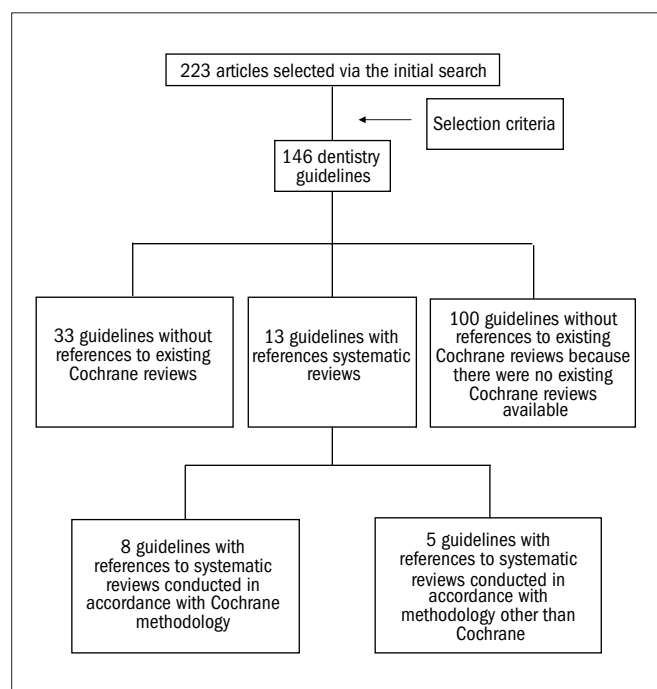 223 articles selected via the initial search
Selection criteria
146 dentistry
guidelines
33 guidelines without
references to existing
Cochrane reviews
13 guidelines with
references systematic
reviews
100 guidelines without
references to existing
Cochrane reviews because
there were no existing
Cochrane reviews
available
8 guidelines with
references to systematic
reviews conducted in
accordance with Cochrane
methodology
5 guidelines with
references to systematic
reviews conducted in
accordance with
methodology other than
Cochrane